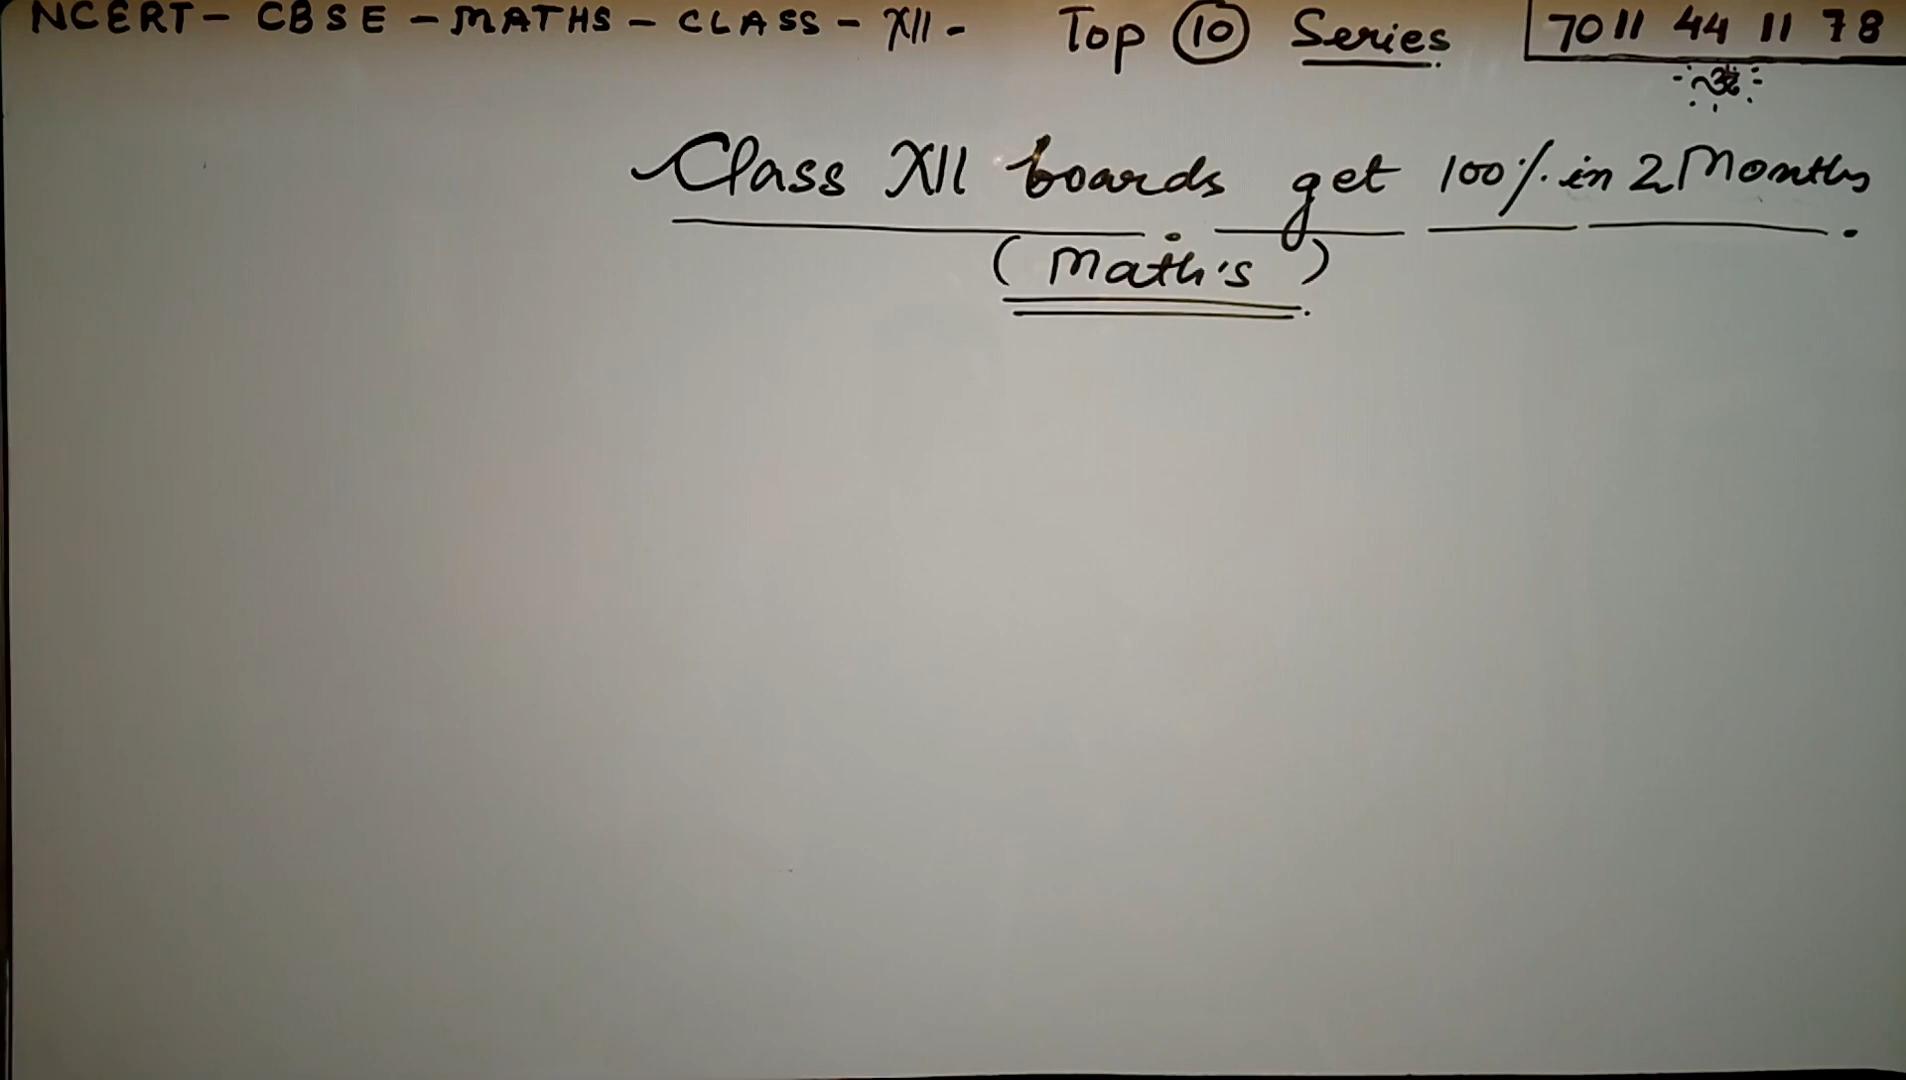 NCERT - CBSE - MATHS - CLASS - XII - Top 10 Series 7011 44 11 78
Class XII boards get 100% in 2 Months.
(Math's)